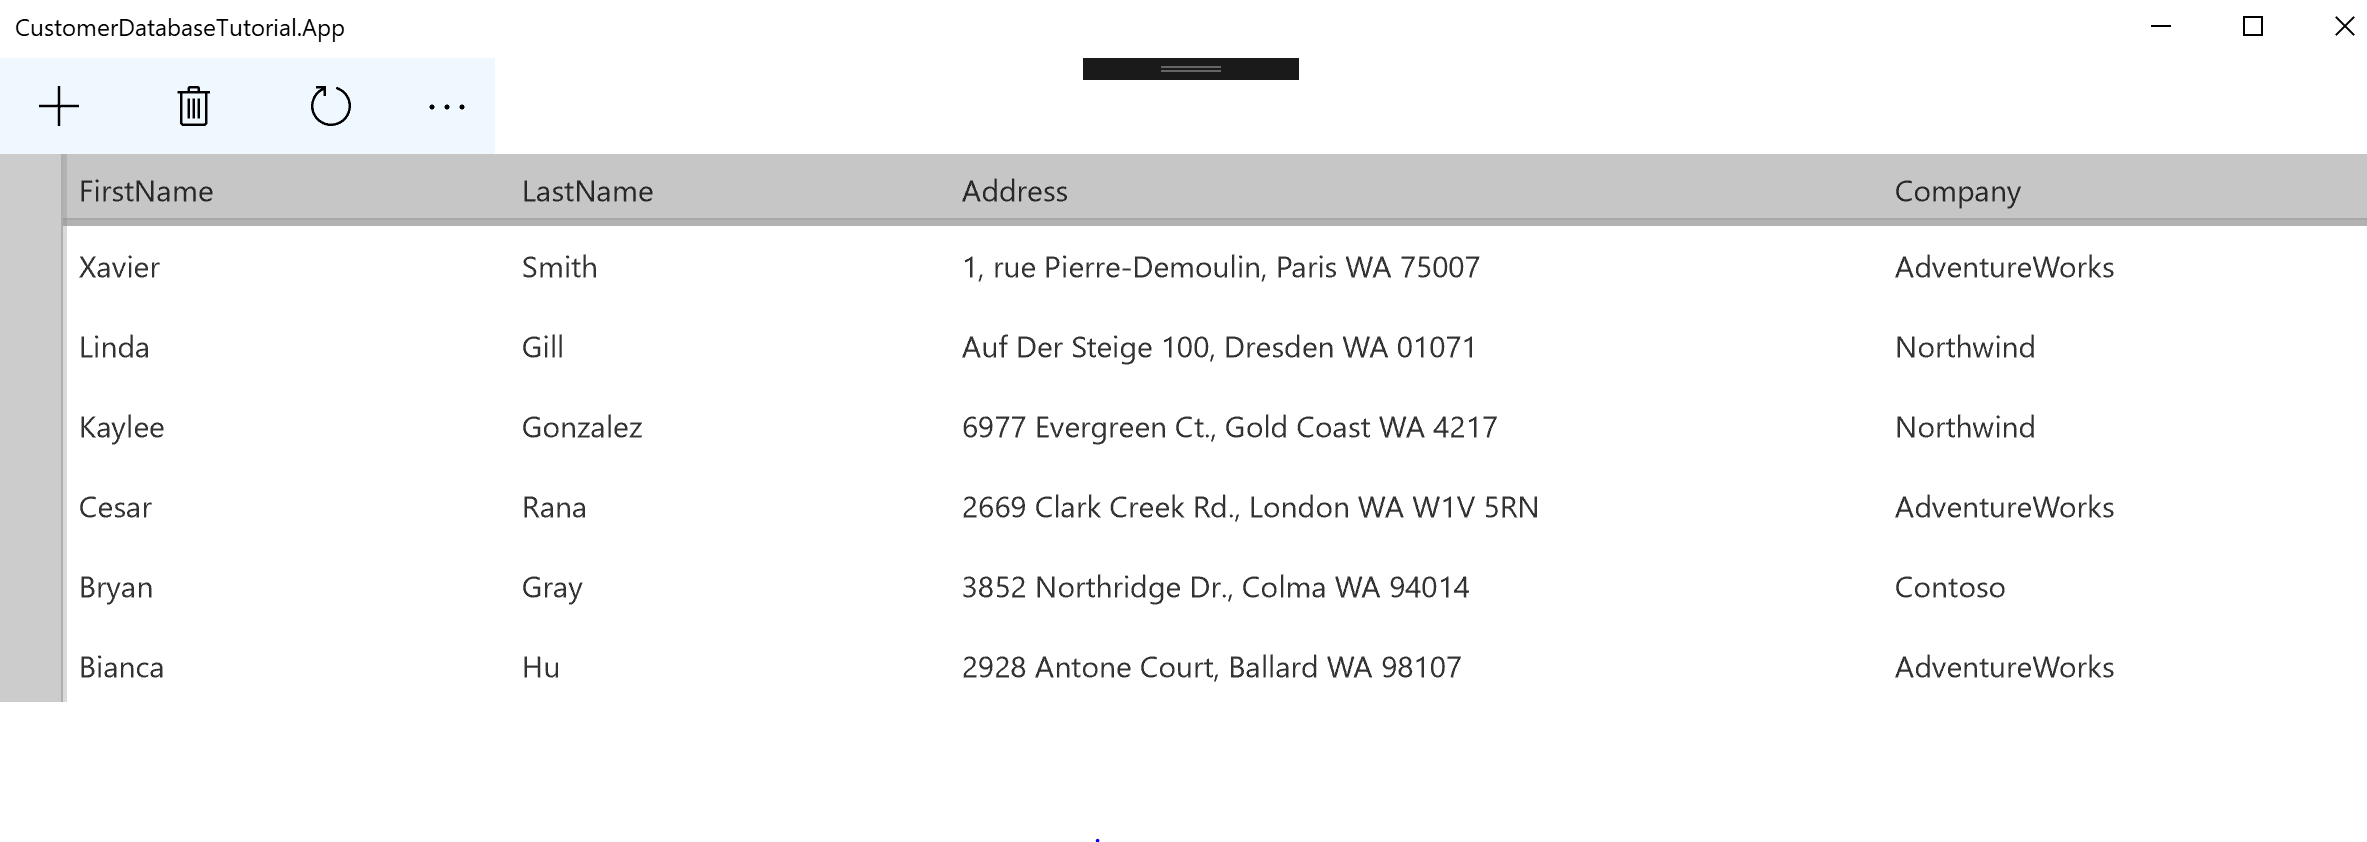 CustomerDatabaseTutorial.App
FirstName LastName Address Company
Xavier Smith 1, rue Pierre-Demoulin, Paris WA 75007 AdventureWorks
Linda Gill Auf Der Steige 100, Dresden WA 01071 Northwind
Kaylee Gonzalez 6977 Evergreen Ct., Gold Coast WA 4217 Northwind
Cesar Rana 2669 Clark Creek Rd., London WA W1V 5RN AdventureWorks
Bryan Gray 3852 Northridge Dr., Colma WA 94014 Contoso
Bianca Hu 2928 Antone Court, Ballard WA 98107 AdventureWorks